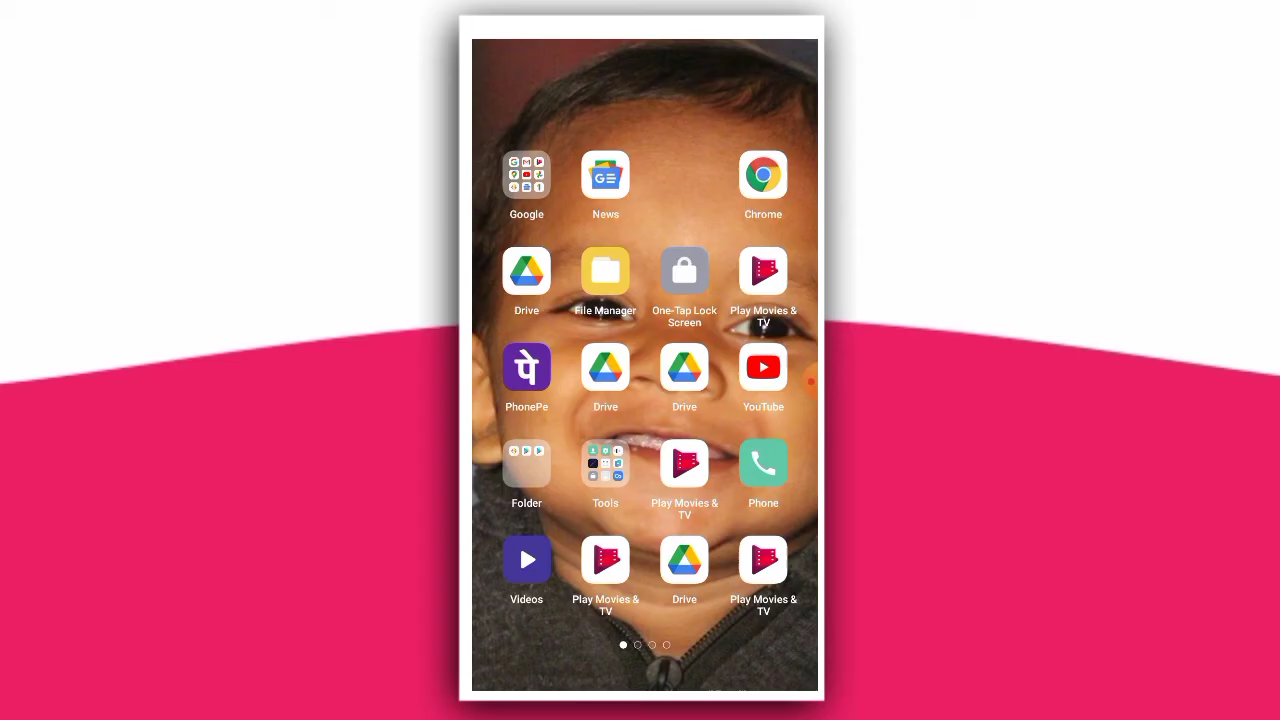 Google
News
Chrome
Drive
File Manager
One-Tap Lock
Screen
Play Movies &
TV
पे
PhonePe
Drive
Drive
YouTube
Folder
Tools
Play Movies &
TV
Phone
Videos
Play Movies &
TV
Drive
Play Movies &
TV